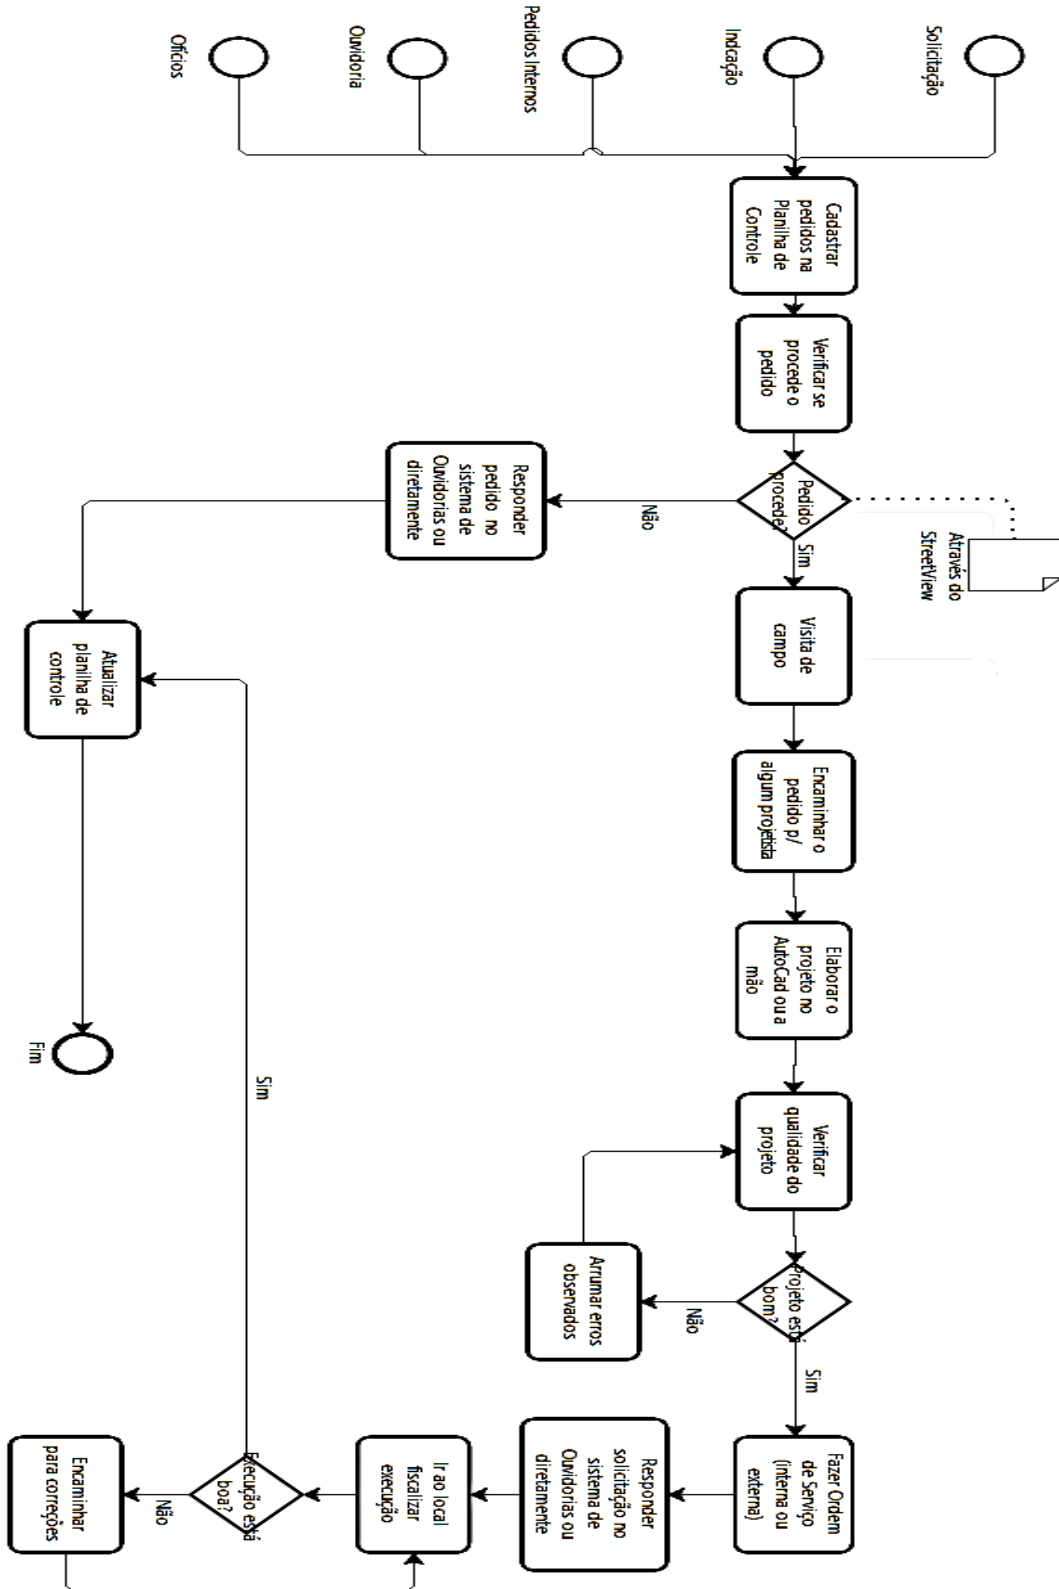 Solicitação
Indcação
Pedidos Internos
Ouvidoria
Ofícios
Cadastrar
pedidos na
Planilha de
Controle
Verificar se
procede o
pedido
Pedido
procede?
Através do
StreetView
Não
Sim
Responder
pedido no
sistema de
Ouvidorias ou
diretamente
Visita de
campo
Atualizar
planilha de
controle
Encaminhar o
pedido p/
algum projetista
Elaborar o
projeto no
AutoCad ou a
mão
Fim
Sim
Verificar
qualidade do
projeto
Projeto está
bom?
Não
Arrumar erros
observados
Sim
Fazer Ordem
de Serviço
(interna ou
externa)
Responder
solicitação no
sistema de
Ouvidorias ou
diretamente
Ir ao local
fiscalizar
execução
Execução está
boa?
Não
Encaminhar
para correções